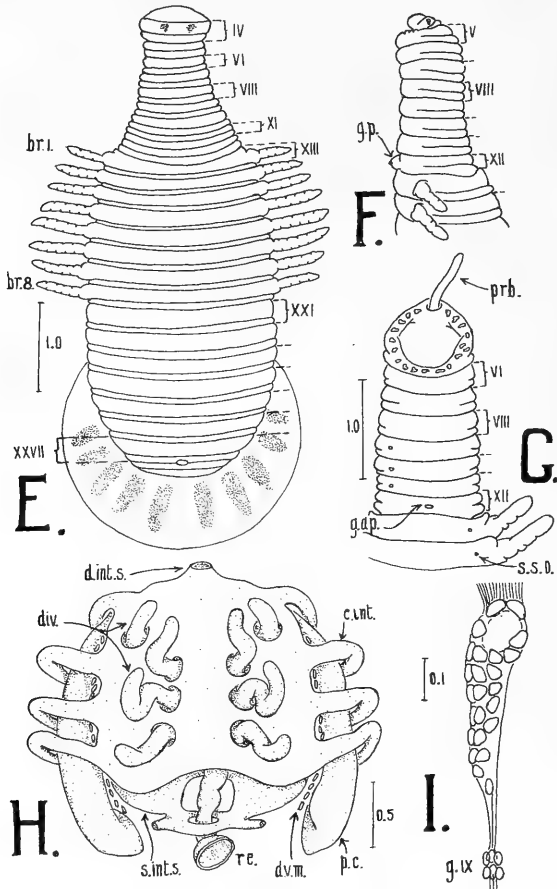 IV
VI
VIII
XI
XIII
br.1.
br.8.
XXI
1.0
XXVII
E.
V
VIII
g.p.
XII
F.
prb.
VI
1.0
VIII
G.
XII
g.d.p.
s.s.o.
d.int.s.
div.
c.int.
H.
s.int.s.
re.
d.v.m.
p.c.
0.5
0.1
I.
g.ix